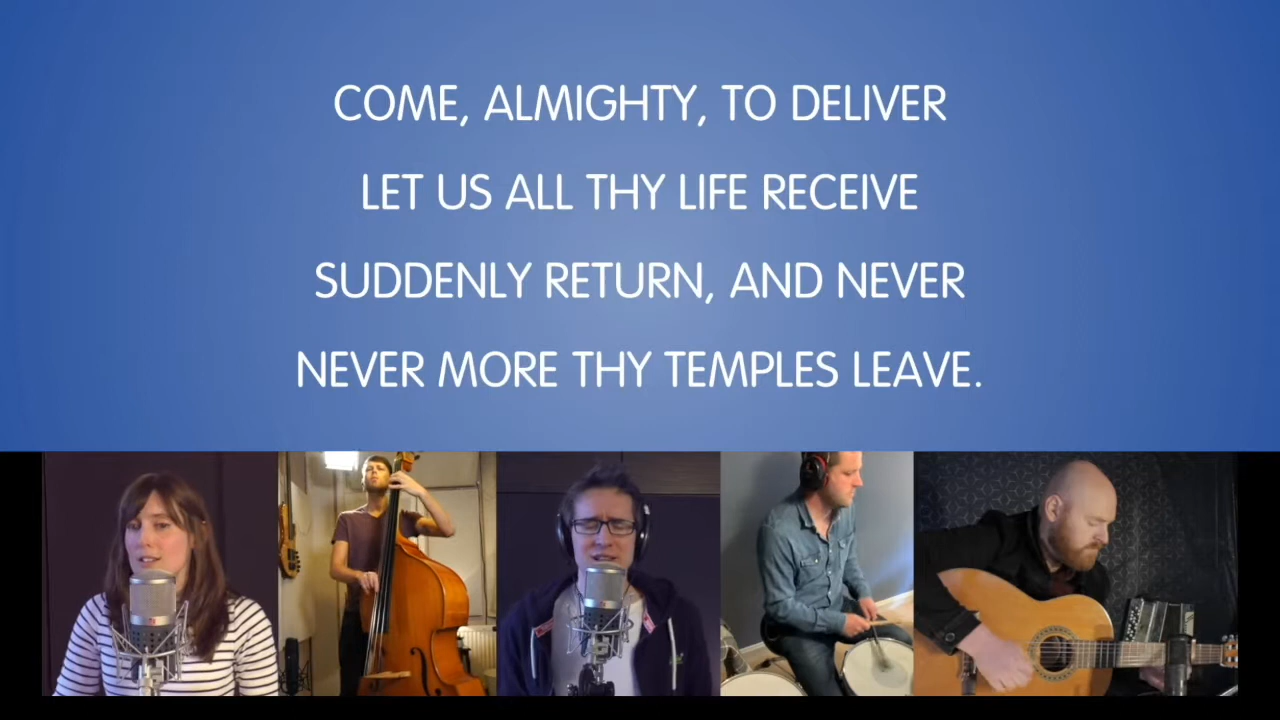 COME, ALMIGHTY, TO DELIVER
LET US ALL THY LIFE RECEIVE
SUDDENLY RETURN, AND NEVER
NEVER MORE THY TEMPLES LEAVE.